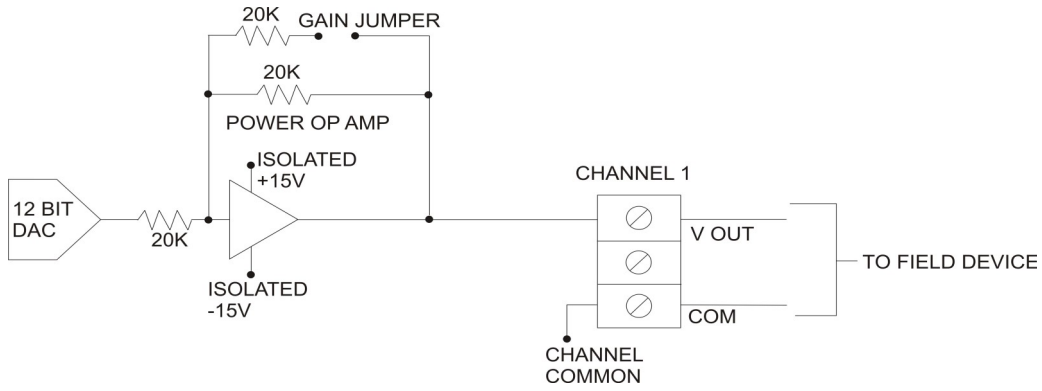 20K
GAIN JUMPER
20K
POWER OP AMP
ISOLATED
+15V
CHANNEL 1
12 BIT
DAC
20K
V OUT
TO FIELD DEVICE
ISOLATED
-15V
COM
CHANNEL
COMMON